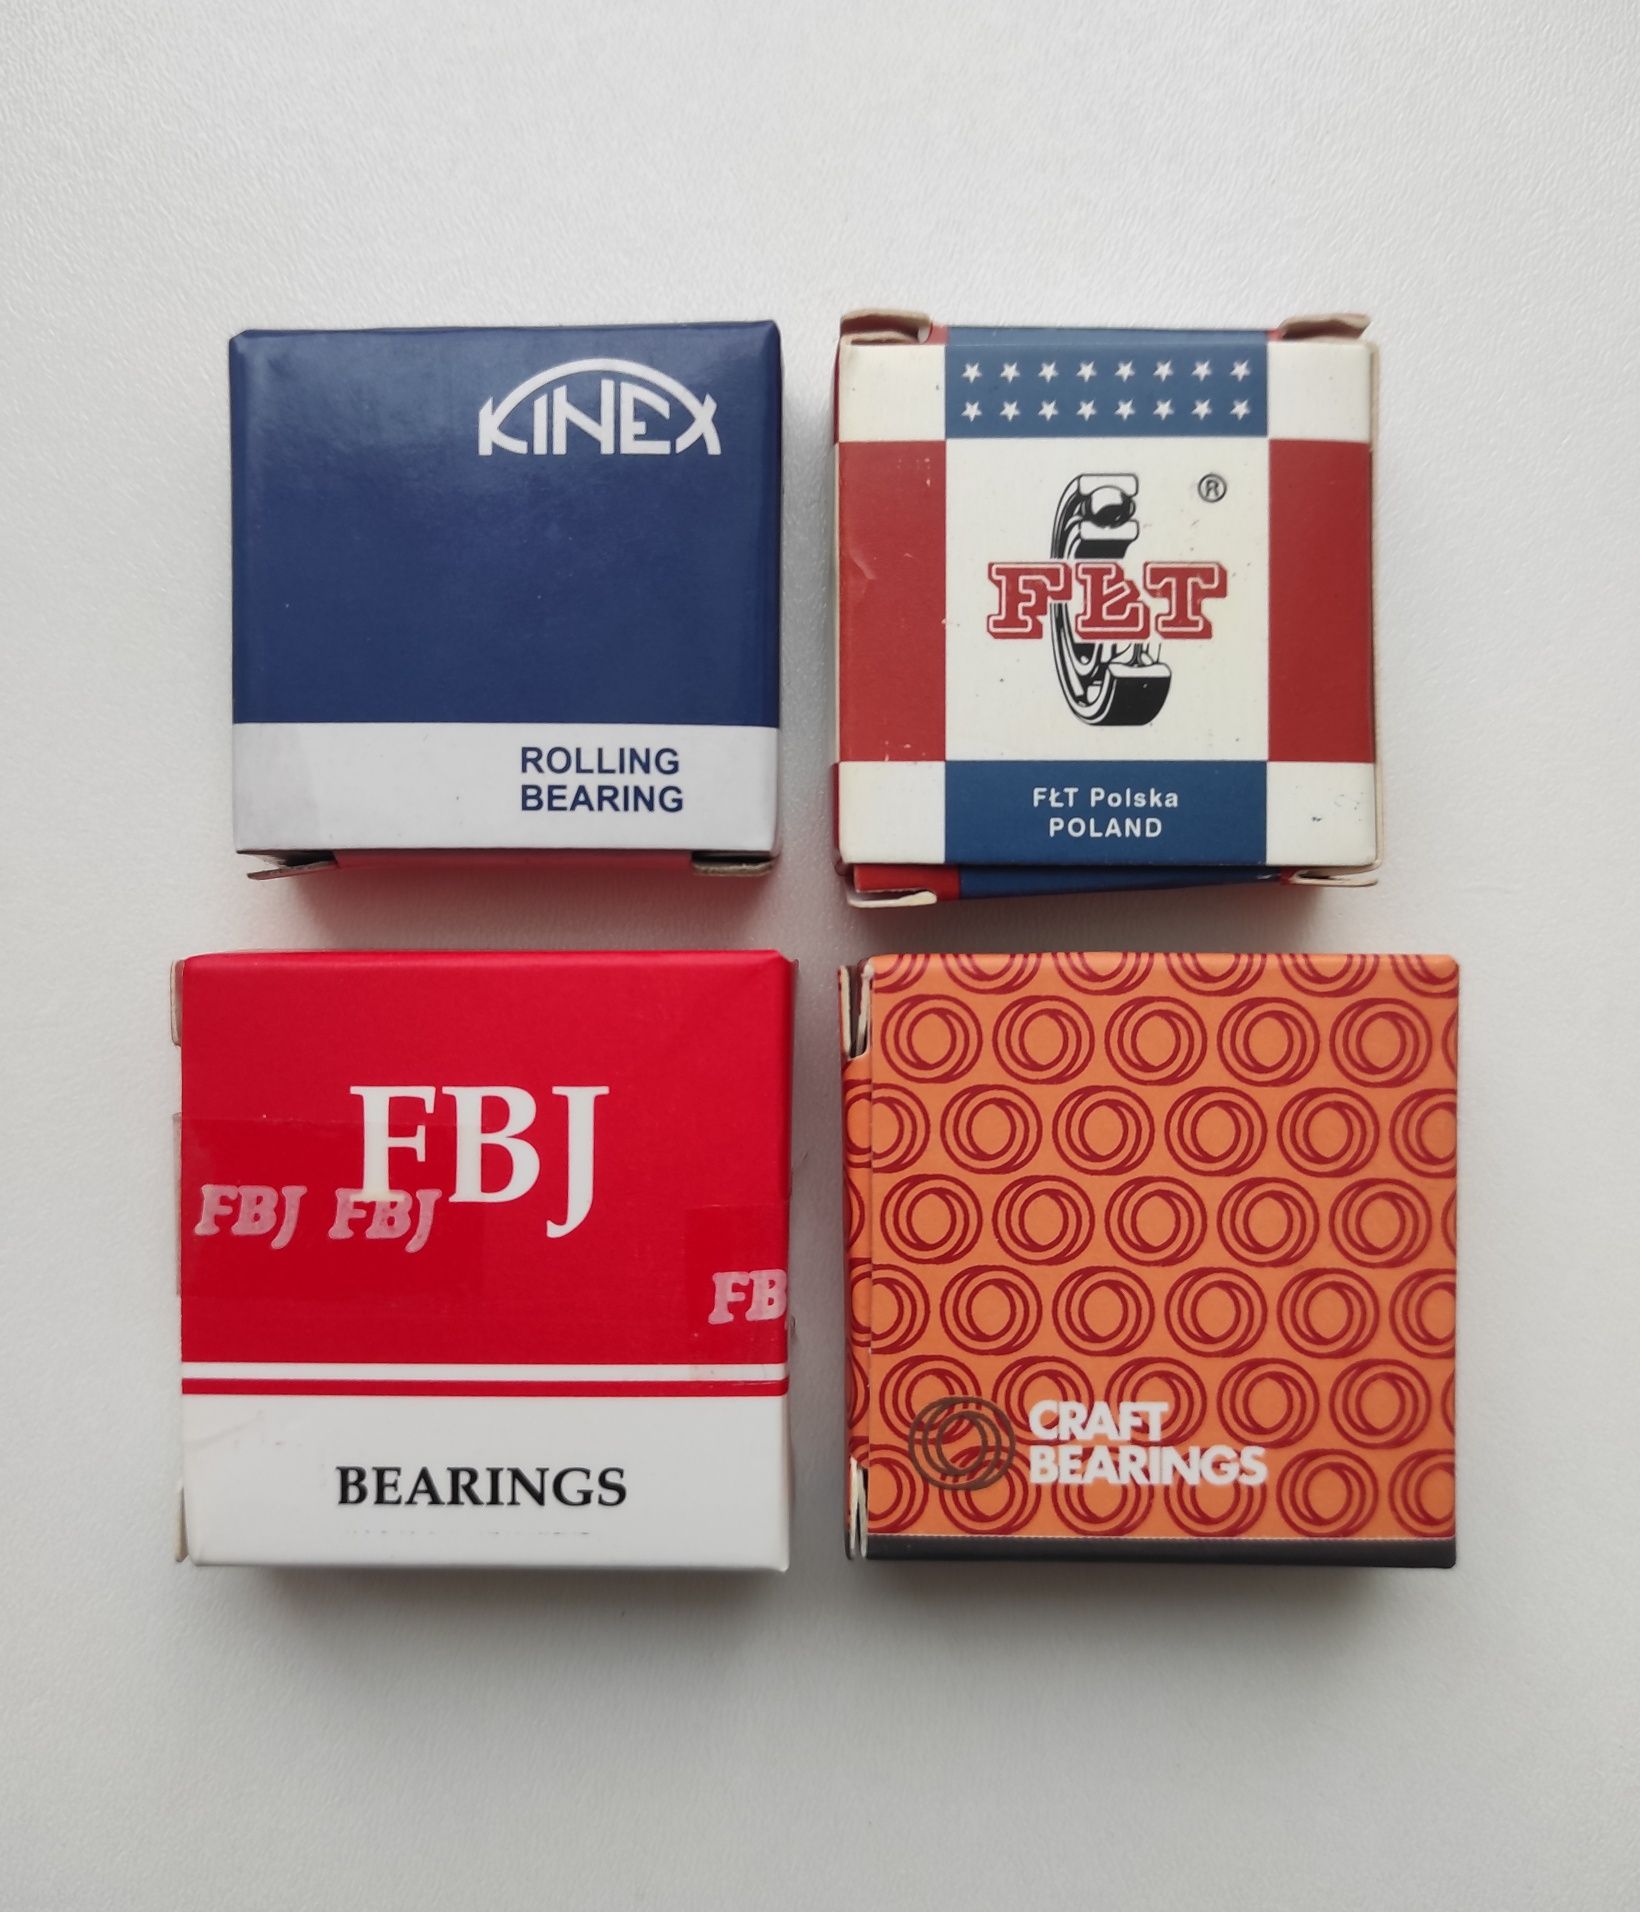 KINEX
ROLLING
BEARING
®
FŁT
FŁT Polska
POLAND
FBJ
FBJ FBJ
FB
BEARINGS
CRAFT
BEARINGS